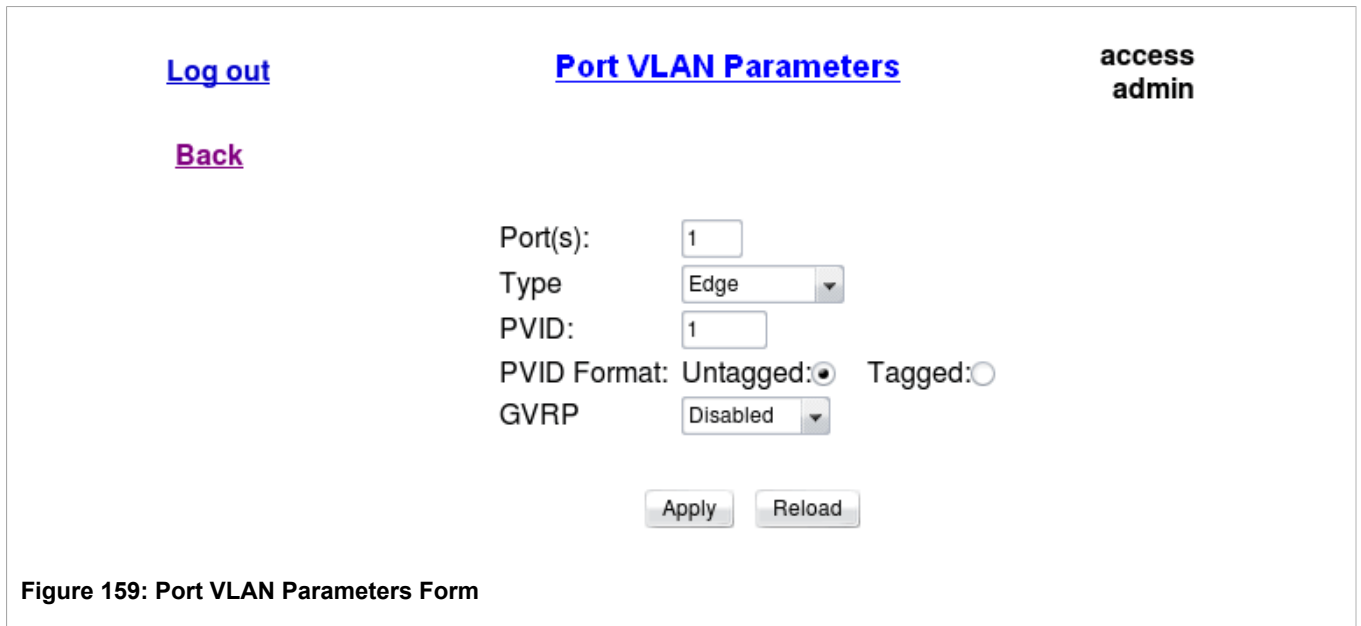 Log out
Port VLAN Parameters
access
admin
Back
Port(s): 1
Type Edge
PVID: 1
PVID Format: Untagged: Tagged:
GVRP Disabled
Apply Reload
Figure 159: Port VLAN Parameters Form